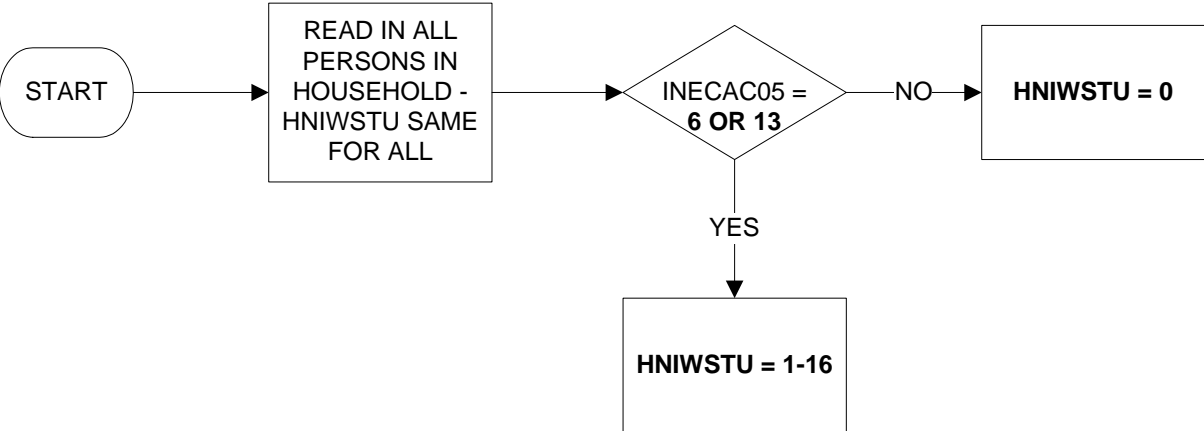 START
READ IN ALL
PERSONS IN
HOUSEHOLD -
HNIWSTU SAME
FOR ALL
INECAC05 =
6 OR 13
NO
HNIWSTU = 0
YES
HNIWSTU = 1-16